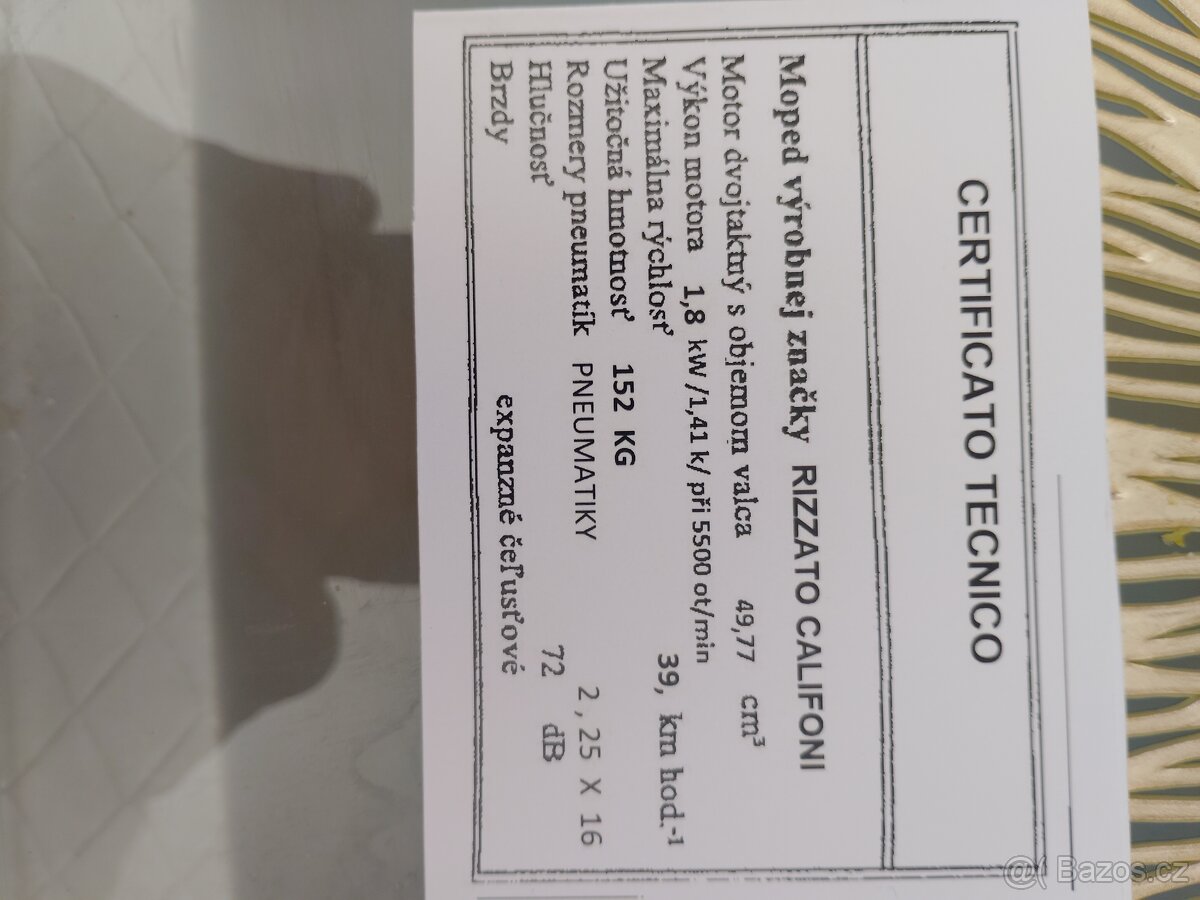 CERTIFICATO TECNICO
Moped výrobnej značky RIZZATO CALIFONI
Motor dvojtaktný s objemom valca 49,77 cm³
Výkon motora 1,8 kW/1,41 k/ při 5500 ot/min
Maximálna rýchlosť 39, km hod.-1
Užitočná hmotnosť 152 KG
Rozmery pneumatík PNEUMATIKY 2,25 X 16
Hlučnosť 72 dB
Brzdy expanzné čeľusťové
Bazos.cz